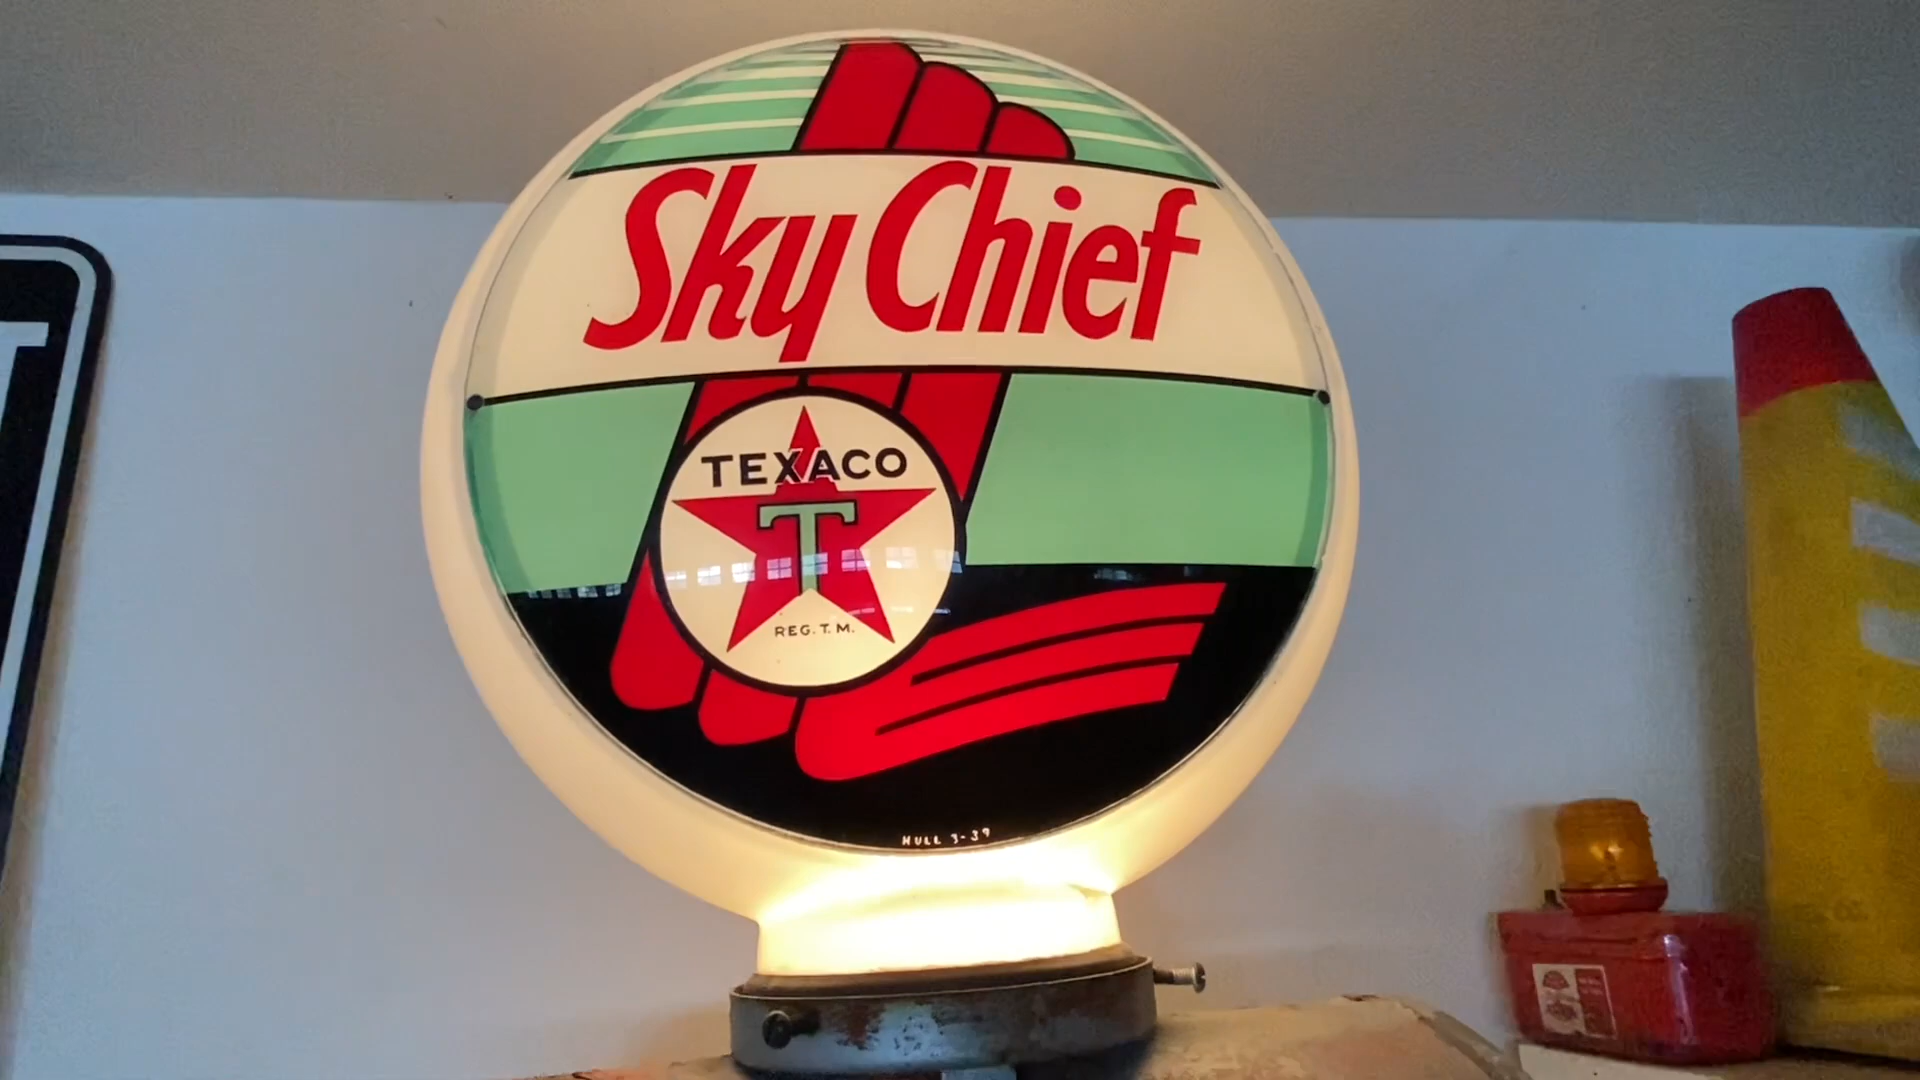 Sky Chief
TEXACO
T
REG. T. M.
HULL 3-39